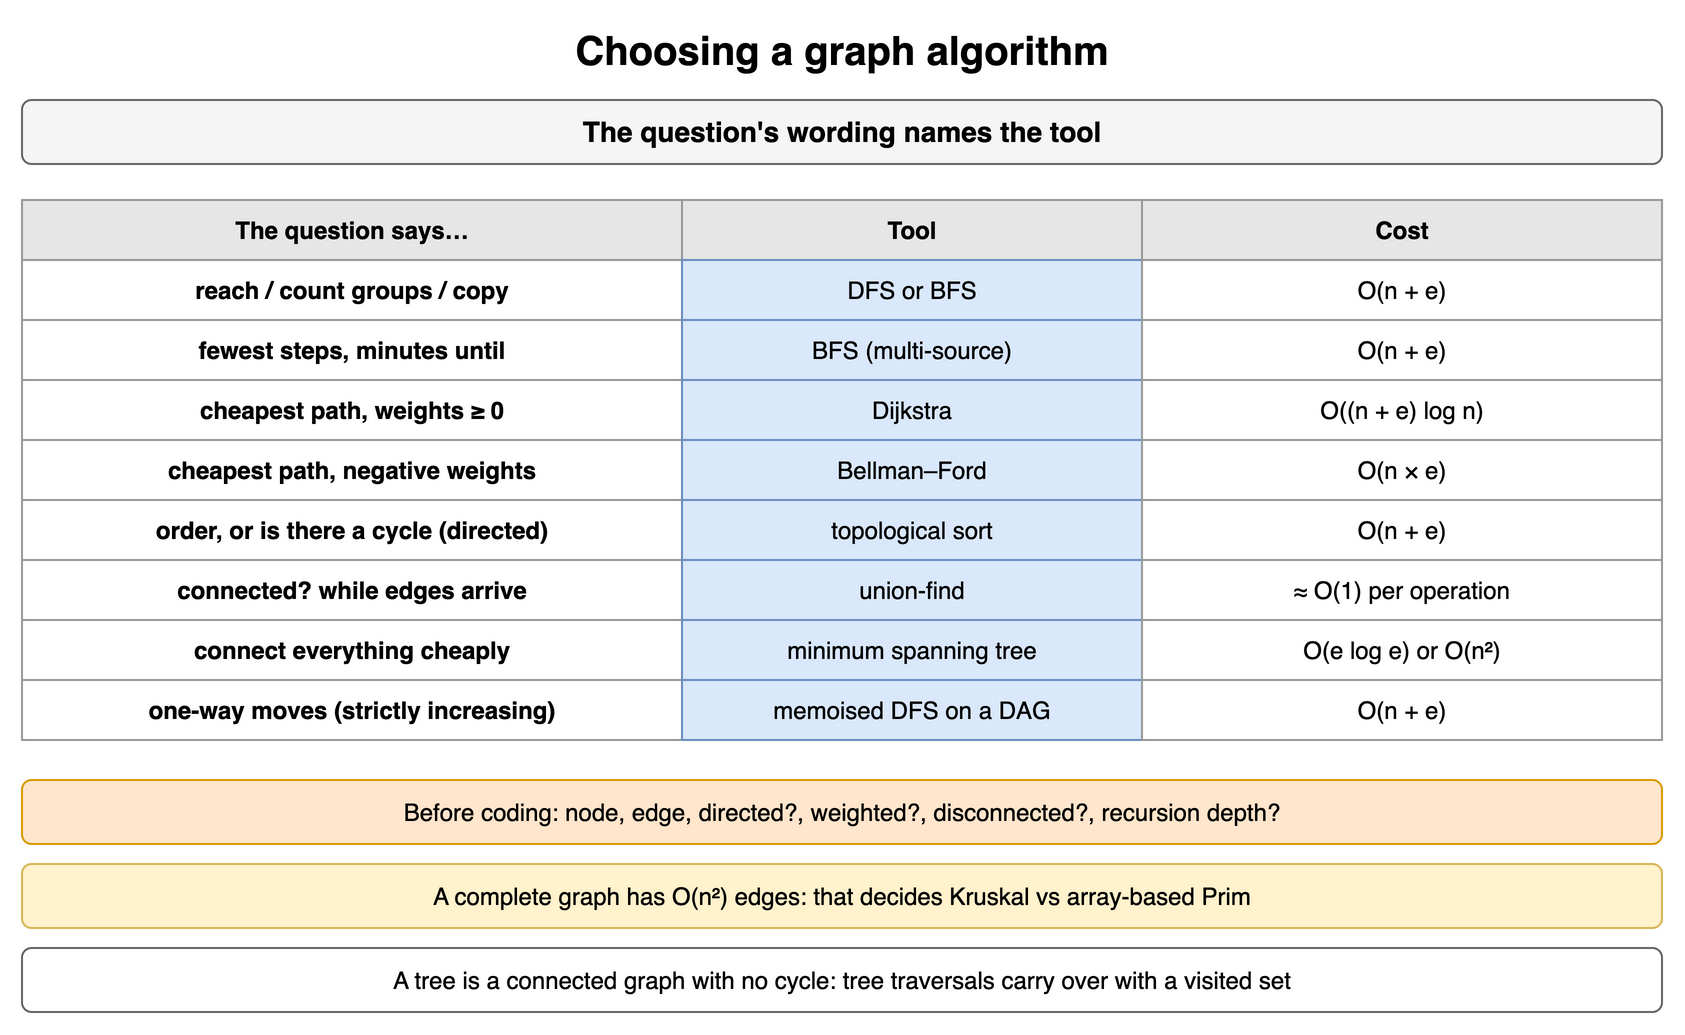 Choosing a graph algorithm
The question's wording names the tool
The question says… Tool Cost
reach / count groups / copy DFS or BFS O(n + e)
fewest steps, minutes until BFS (multi-source) O(n + e)
cheapest path, weights ≥ 0 Dijkstra O((n + e) log n)
cheapest path, negative weights Bellman–Ford O(n × e)
order, or is there a cycle (directed) topological sort O(n + e)
connected? while edges arrive union-find ≈ O(1) per operation
connect everything cheaply minimum spanning tree O(e log e) or O(n²)
one-way moves (strictly increasing) memoised DFS on a DAG O(n + e)
Before coding: node, edge, directed?, weighted?, disconnected?, recursion depth?
A complete graph has O(n²) edges: that decides Kruskal vs array-based Prim
A tree is a connected graph with no cycle: tree traversals carry over with a visited set